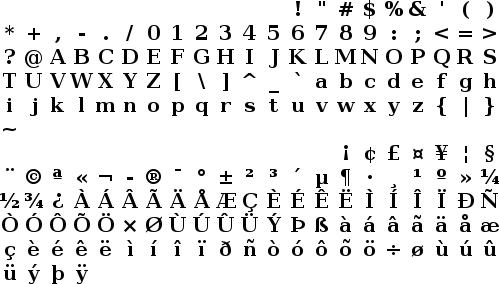 ! " # $ % & ' ( )
* + , - . / 0 1 2 3 4 5 6 7 8 9 : ; < = >
? @ A B C D E F G H I J K L M N O P Q R S
T U V W X Y Z [ \ ] ^ _ ` a b c d e f g h
i j k l m n o p q r s t u v w x y z { | }
~
¡ ¢ £ ¤ ¥ ¦ §
¨ © ª « ¬ - ® ¯ ° ± ² ³ ´ µ ¶ · ¸ ¹ º » ¼
½ ¾ ¿ À Á Â Ã Ä Å Æ Ç È É Ê Ë Ì Í Î Ï Ð Ñ
Ò Ó Ô Õ Ö × Ø Ù Ú Û Ü Ý Þ ß à á â ã ä å æ
ç è é ê ë ì í î ï ð ñ ò ó ô õ ö ÷ ø ù ú û
ü ý þ ÿ